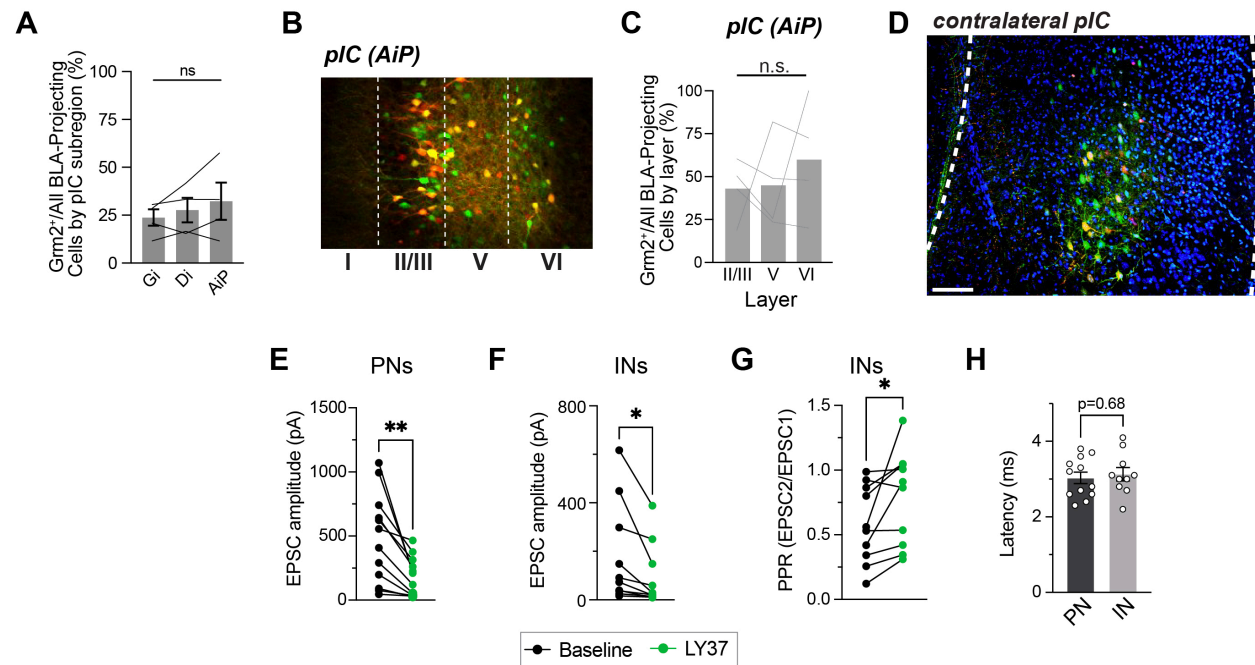 A
ns
Grm2⁺/All BLA-Projecting
Cells by pIC subregion (%)
100
75
50
25
0
Gi
Di
AiP
B
pIC (AiP)
I
II/III
V
VI
C
pIC (AiP)
n.s.
Grm2⁺/All BLA-Projecting
Cells by layer (%)
100
75
50
25
0
II/III
V
VI
Layer
D
contralateral pIC
E
PNs
**
EPSC amplitude (pA)
1500
1000
500
0
F
INs
*
EPSC amplitude (pA)
800
400
0
G
INs
*
PPR (EPSC2/EPSC1)
1.5
1.0
0.5
0.0
H
p=0.68
Latency (ms)
4
2
0
PN
IN
Baseline
LY37